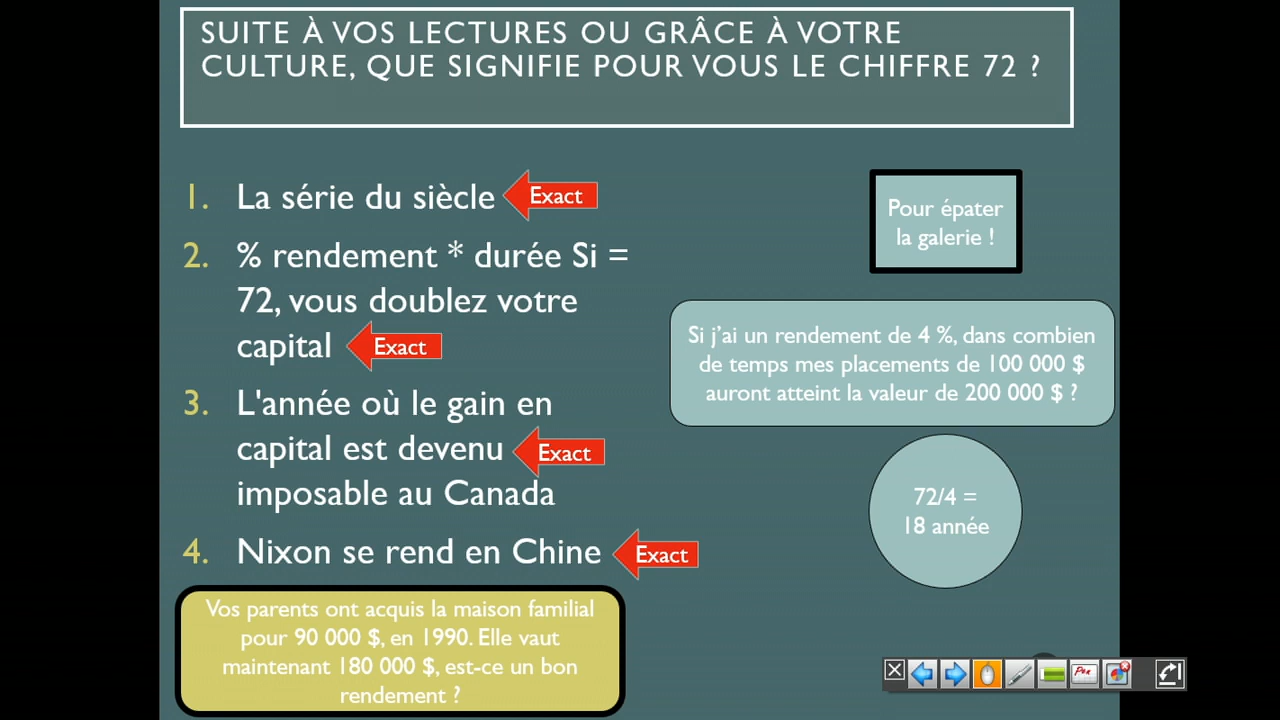 SUITE À VOS LECTURES OU GRÂCE À VOTRE
CULTURE, QUE SIGNIFIE POUR VOUS LE CHIFFRE 72 ?
1. La série du siècle
Exact
2. % rendement * durée Si =
72, vous doublez votre
capital
Exact
3. L'année où le gain en
capital est devenu
Exact
imposable au Canada
4. Nixon se rend en Chine
Exact
Vos parents ont acquis la maison familial
pour 90 000 $, en 1990. Elle vaut
maintenant 180 000 $, est-ce un bon
rendement ?
Pour épater
la galerie !
Si j'ai un rendement de 4 %, dans combien
de temps mes placements de 100 000 $
auront atteint la valeur de 200 000 $ ?
72/4 =
18 année
Pen